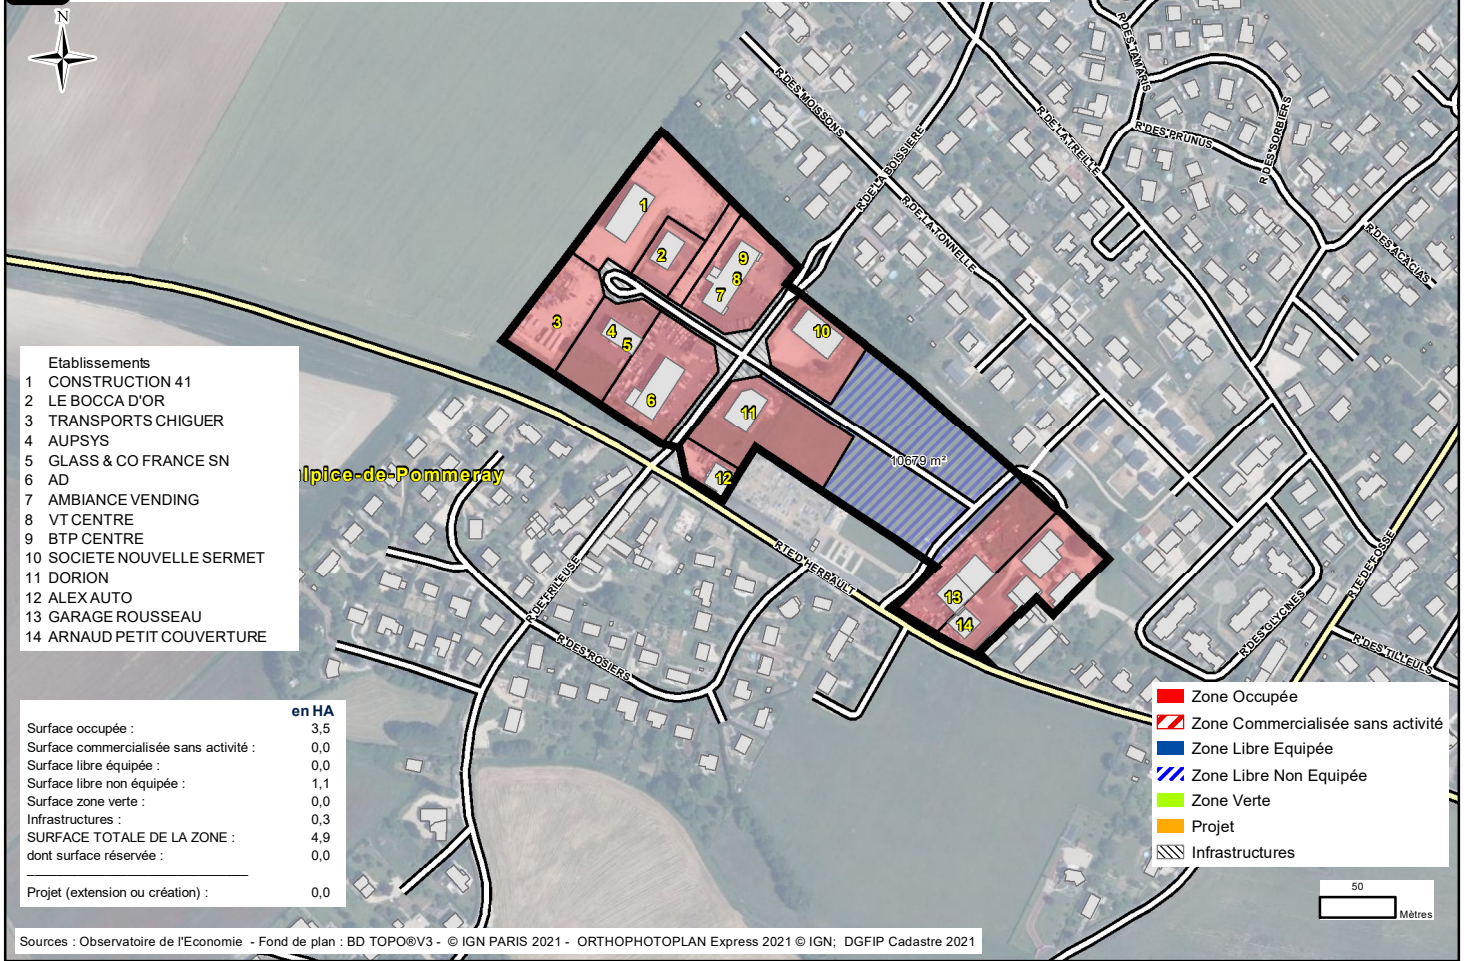 N
R DES MOISSONS
R DE LA BOISSIERE
R DE LA TONNELLE
R DE LA TREILLE
R DES TAMARIS
R DES PRUNUS
R DES SORBIERS
R DES ACACIAS
1
2
3
4
5
6
7
8
9
10
11
12
13
14
10679 m²
Etablissements
1 CONSTRUCTION 41
2 LE BOCCA D'OR
3 TRANSPORTS CHIGUER
4 AUPSYS
5 GLASS & CO FRANCE SN
6 AD
7 AMBIANCE VENDING
8 VT CENTRE
9 BTP CENTRE
10 SOCIETE NOUVELLE SERMET
11 DORION
12 ALEX AUTO
13 GARAGE ROUSSEAU
14 ARNAUD PETIT COUVERTURE
lpice-de-Pommeray
R DE FRILEUSE
R DES ROSIERS
RTE D'HERBAULT
R DES GLYCINES
RTE DE FOSSE
R DES TILLEULS
en HA
Surface occupée : 3,5
Surface commercialisée sans activité : 0,0
Surface libre équipée : 0,0
Surface libre non équipée : 1,1
Surface zone verte : 0,0
Infrastructures : 0,3
SURFACE TOTALE DE LA ZONE : 4,9
dont surface réservée : 0,0
Projet (extension ou création) : 0,0
Zone Occupée
Zone Commercialisée sans activité
Zone Libre Equipée
Zone Libre Non Equipée
Zone Verte
Projet
Infrastructures
50
Mètres
Sources : Observatoire de l'Economie - Fond de plan : BD TOPO®V3 - © IGN PARIS 2021 - ORTHOPHOTOPLAN Express 2021 © IGN; DGFIP Cadastre 2021